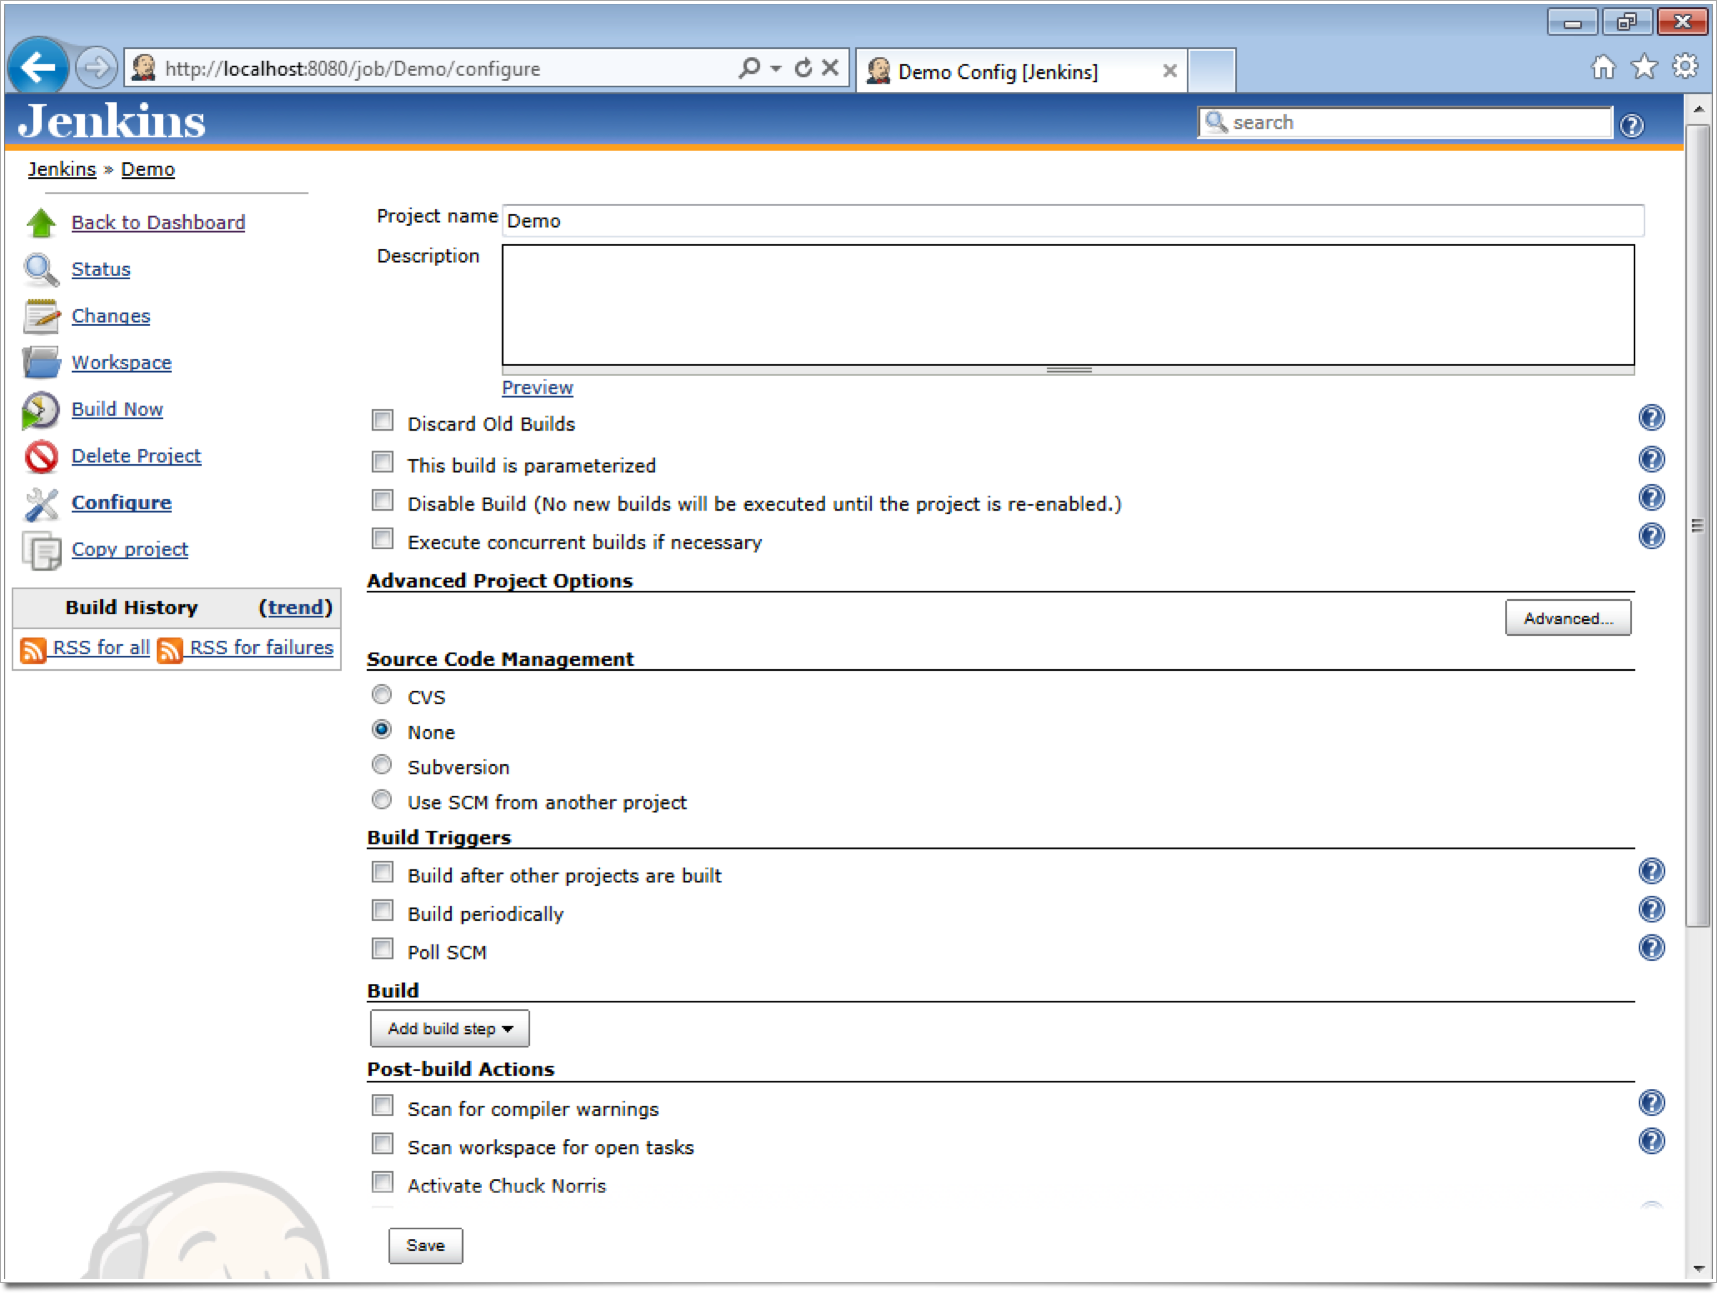 http://localhost:8080/job/Demo/configure
Demo Config [Jenkins]
Jenkins
search
Jenkins » Demo
Back to Dashboard
Status
Changes
Workspace
Build Now
Delete Project
Configure
Copy project
Build History (trend)
RSS for all RSS for failures
Project name Demo
Description
Preview
Discard Old Builds
This build is parameterized
Disable Build (No new builds will be executed until the project is re-enabled.)
Execute concurrent builds if necessary
Advanced Project Options
Advanced...
Source Code Management
CVS
None
Subversion
Use SCM from another project
Build Triggers
Build after other projects are built
Build periodically
Poll SCM
Build
Add build step
Post-build Actions
Scan for compiler warnings
Scan workspace for open tasks
Activate Chuck Norris
Save